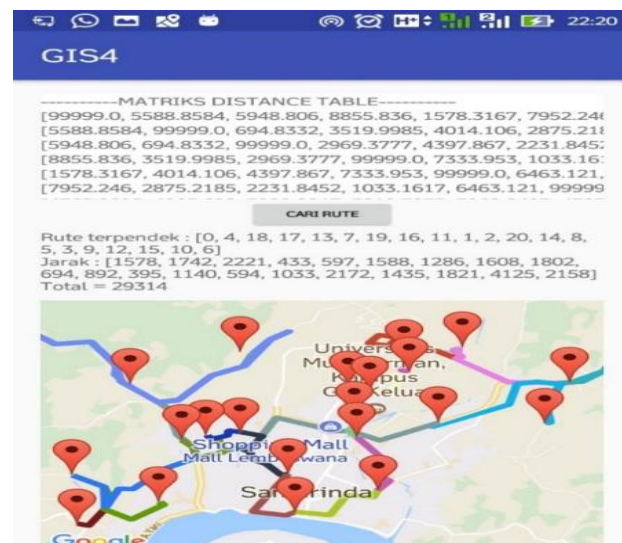 22:20
GIS4
----------MATRIKS DISTANCE TABLE----------
[99999.0, 5588.8584, 5948.806, 8855.836, 1578.3167, 7952.246
[5588.8584, 99999.0, 694.8332, 3519.9985, 4014.106, 2875.218
[5948.806, 694.8332, 99999.0, 2969.3777, 4397.867, 2231.8452
[8855.836, 3519.9985, 2969.3777, 99999.0, 7333.953, 1033.16
[1578.3167, 4014.106, 4397.867, 7333.953, 99999.0, 6463.121,
[7952.246, 2875.2185, 2231.8452, 1033.1617, 6463.121, 99999
CARI RUTE
Rute terpendek : [0, 4, 18, 17, 13, 7, 19, 16, 11, 1, 2, 20, 14, 8,
5, 3, 9, 12, 15, 10, 6]
Jarak : [1578, 1742, 2221, 433, 597, 1588, 1286, 1608, 1802,
694, 892, 395, 1140, 594, 1033, 2172, 1435, 1821, 4125, 2158]
Total = 29314
Mall
Google